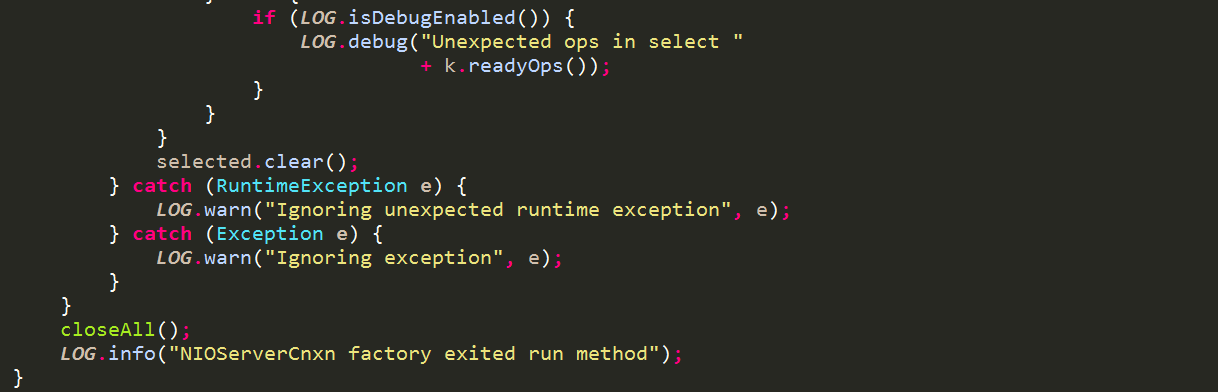 if (LOG.isDebugEnabled()) {
LOG.debug("Unexpected ops in select "
+ k.readyOps());
}
}
}
selected.clear();
} catch (RuntimeException e) {
LOG.warn("Ignoring unexpected runtime exception", e);
} catch (Exception e) {
LOG.warn("Ignoring exception", e);
}
}
closeAll();
LOG.info("NIOServerCnxn factory exited run method");
}